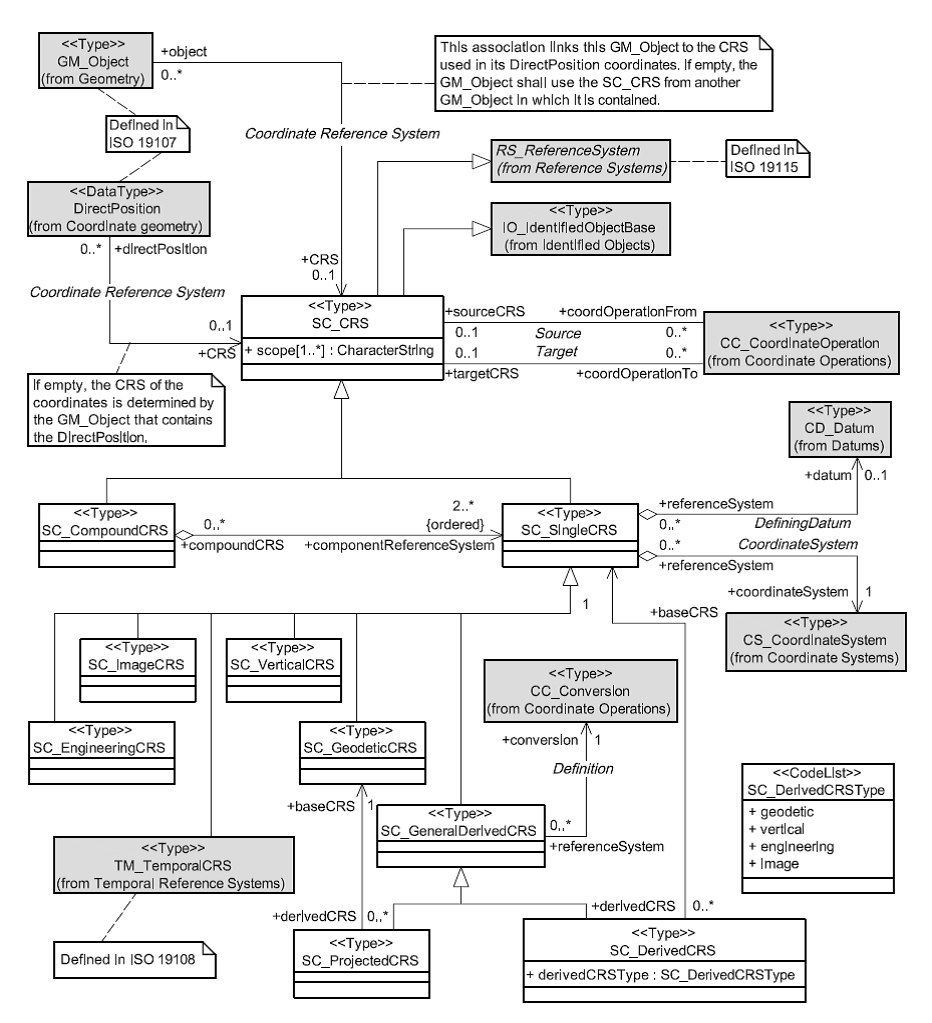 <<Type>>
GM_Object
(from Geometry)
+object
0..*
This association links this GM_Object to the CRS
used in its DirectPosition coordinates. If empty, the
GM_Object shall use the SC_CRS from another
GM_Object in which it is contained.
Defined in
ISO 19107
Coordinate Reference System
RS_ReferenceSystem
(from Reference Systems)
Defined in
ISO 19115
<<DataType>>
DirectPosition
(from Coordinate geometry)
<<Type>>
IO_IdentifiedObjectBase
(from Identified Objects)
0..*
+directPosition
+CRS
0..1
Coordinate Reference System
0..1
+CRS
<<Type>>
SC_CRS
+ scope[1..*] : CharacterString
+sourceCRS
+coordOperationFrom
0..1
Source
0..*
0..1
Target
0..*
+targetCRS
+coordOperationTo
<<Type>>
CC_CoordinateOperation
(from Coordinate Operations)
If empty, the CRS of the
coordinates is determined by
the GM_Object that contains
the DirectPosition.
<<Type>>
CD_Datum
(from Datums)
+datum
0..1
<<Type>>
SC_CompoundCRS
0..*
+compoundCRS
2..*
{ordered}
+componentReferenceSystem
<<Type>>
SC_SingleCRS
+referenceSystem
0..*
DefiningDatum
0..*
CoordinateSystem
+referenceSystem
+coordinateSystem
1
1
+baseCRS
<<Type>>
CS_CoordinateSystem
(from Coordinate Systems)
<<Type>>
SC_ImageCRS
<<Type>>
SC_VerticalCRS
<<Type>>
CC_Conversion
(from Coordinate Operations)
<<Type>>
SC_EngineeringCRS
<<Type>>
SC_GeodeticCRS
+conversion
1
Definition
<<CodeList>>
SC_DerivedCRSType
+ geodetic
+ vertical
+ engineering
+ image
+baseCRS
1
<<Type>>
SC_GeneralDerivedCRS
0..*
+referenceSystem
<<Type>>
TM_TemporalCRS
(from Temporal Reference Systems)
+derivedCRS
0..*
+derivedCRS
0..*
Defined in ISO 19108
<<Type>>
SC_ProjectedCRS
<<Type>>
SC_DerivedCRS
+ derivedCRSType : SC_DerivedCRSType